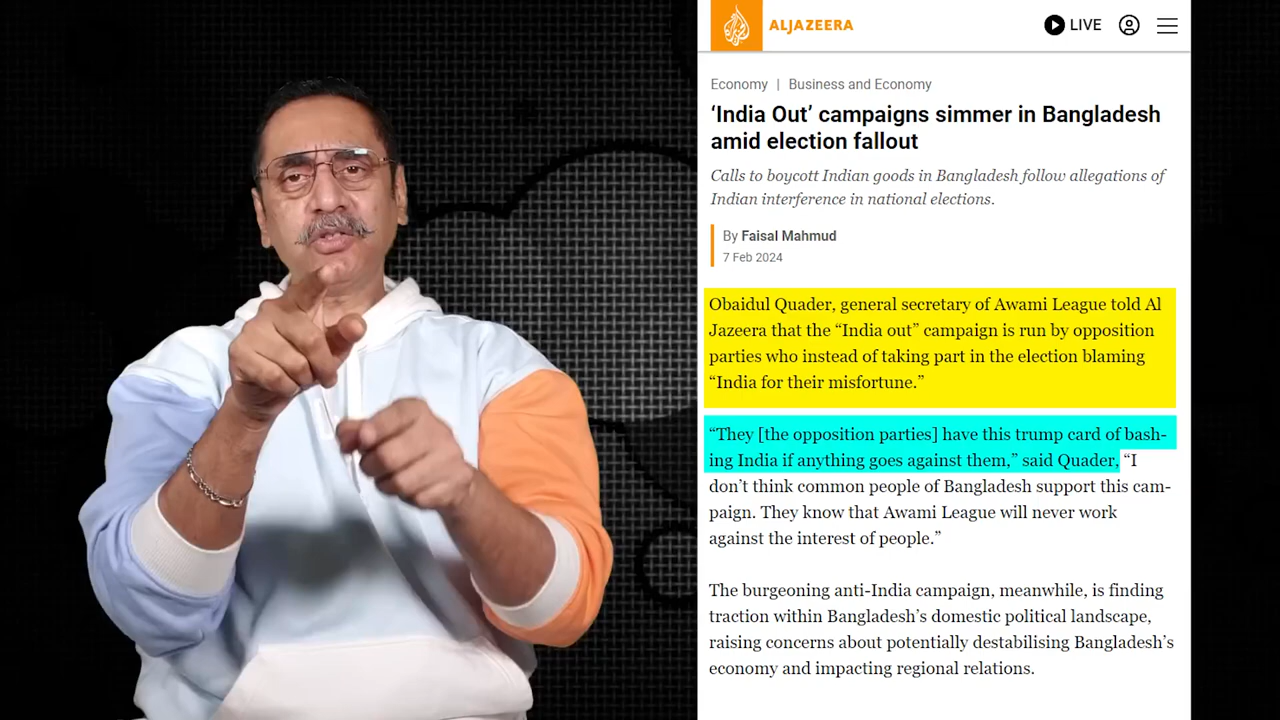 ALJAZEERA
LIVE
Economy | Business and Economy
‘India Out’ campaigns simmer in Bangladesh
amid election fallout
Calls to boycott Indian goods in Bangladesh follow allegations of
Indian interference in national elections.
By Faisal Mahmud
7 Feb 2024
Obaidul Quader, general secretary of Awami League told Al
Jazeera that the “India out” campaign is run by opposition
parties who instead of taking part in the election blaming
“India for their misfortune.”
“They [the opposition parties] have this trump card of bash-
ing India if anything goes against them,” said Quader, “I
don’t think common people of Bangladesh support this cam-
paign. They know that Awami League will never work
against the interest of people.”
The burgeoning anti-India campaign, meanwhile, is finding
traction within Bangladesh’s domestic political landscape,
raising concerns about potentially destabilising Bangladesh’s
economy and impacting regional relations.